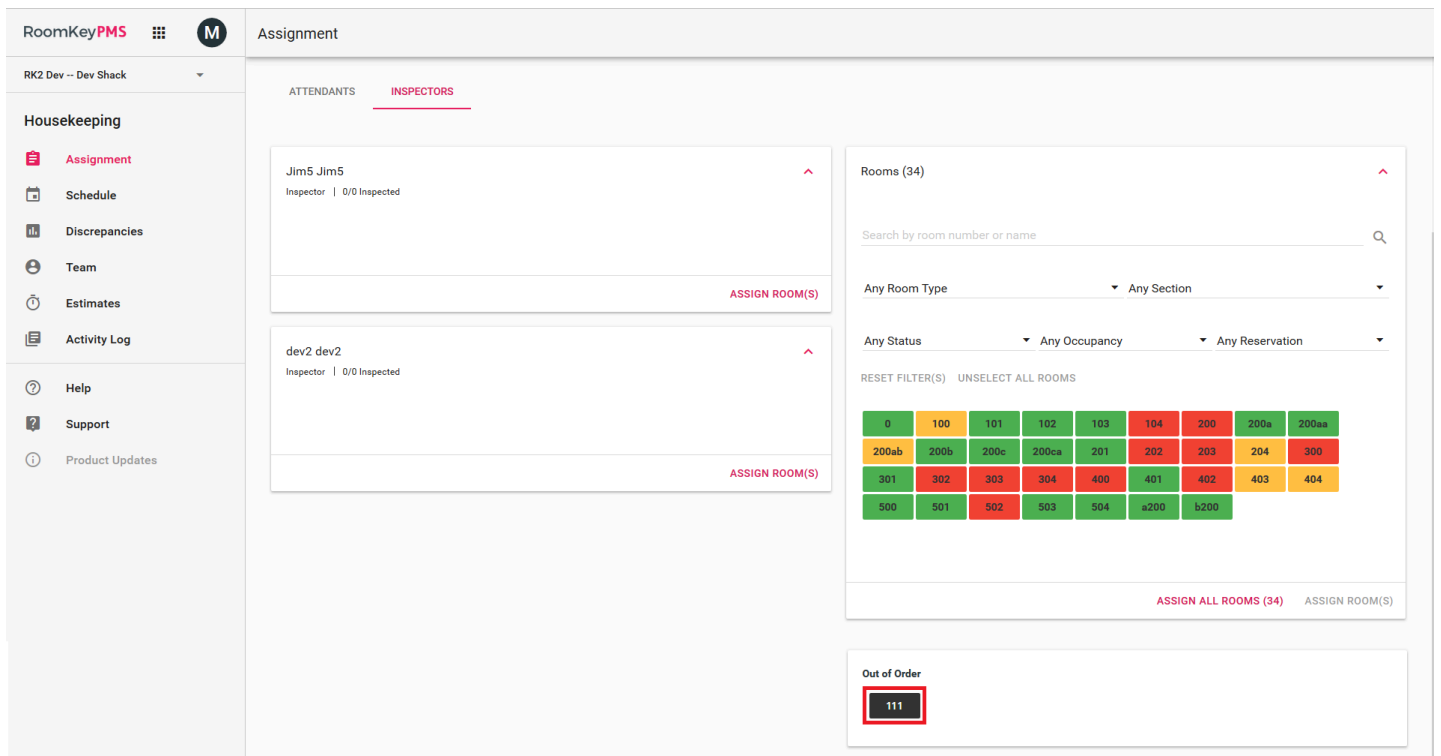 RoomKeyPMS M
Assignment
RK2 Dev -- Dev Shack
Housekeeping
Assignment
Schedule
Discrepancies
Team
Estimates
Activity Log
Help
Support
Product Updates
ATTENDANTS INSPECTORS
Jim5 Jim5
Inspector | 0/0 Inspected
ASSIGN ROOM(S)
dev2 dev2
Inspector | 0/0 Inspected
ASSIGN ROOM(S)
Rooms (34)
Search by room number or name
Any Room Type Any Section
Any Status Any Occupancy Any Reservation
RESET FILTER(S) UNSELECT ALL ROOMS
0 100 101 102 103 104 200 200a 200aa
200ab 200b 200c 200ca 201 202 203 204 300
301 302 303 304 400 401 402 403 404
500 501 502 503 504 a200 b200
ASSIGN ALL ROOMS (34) ASSIGN ROOM(S)
Out of Order
111